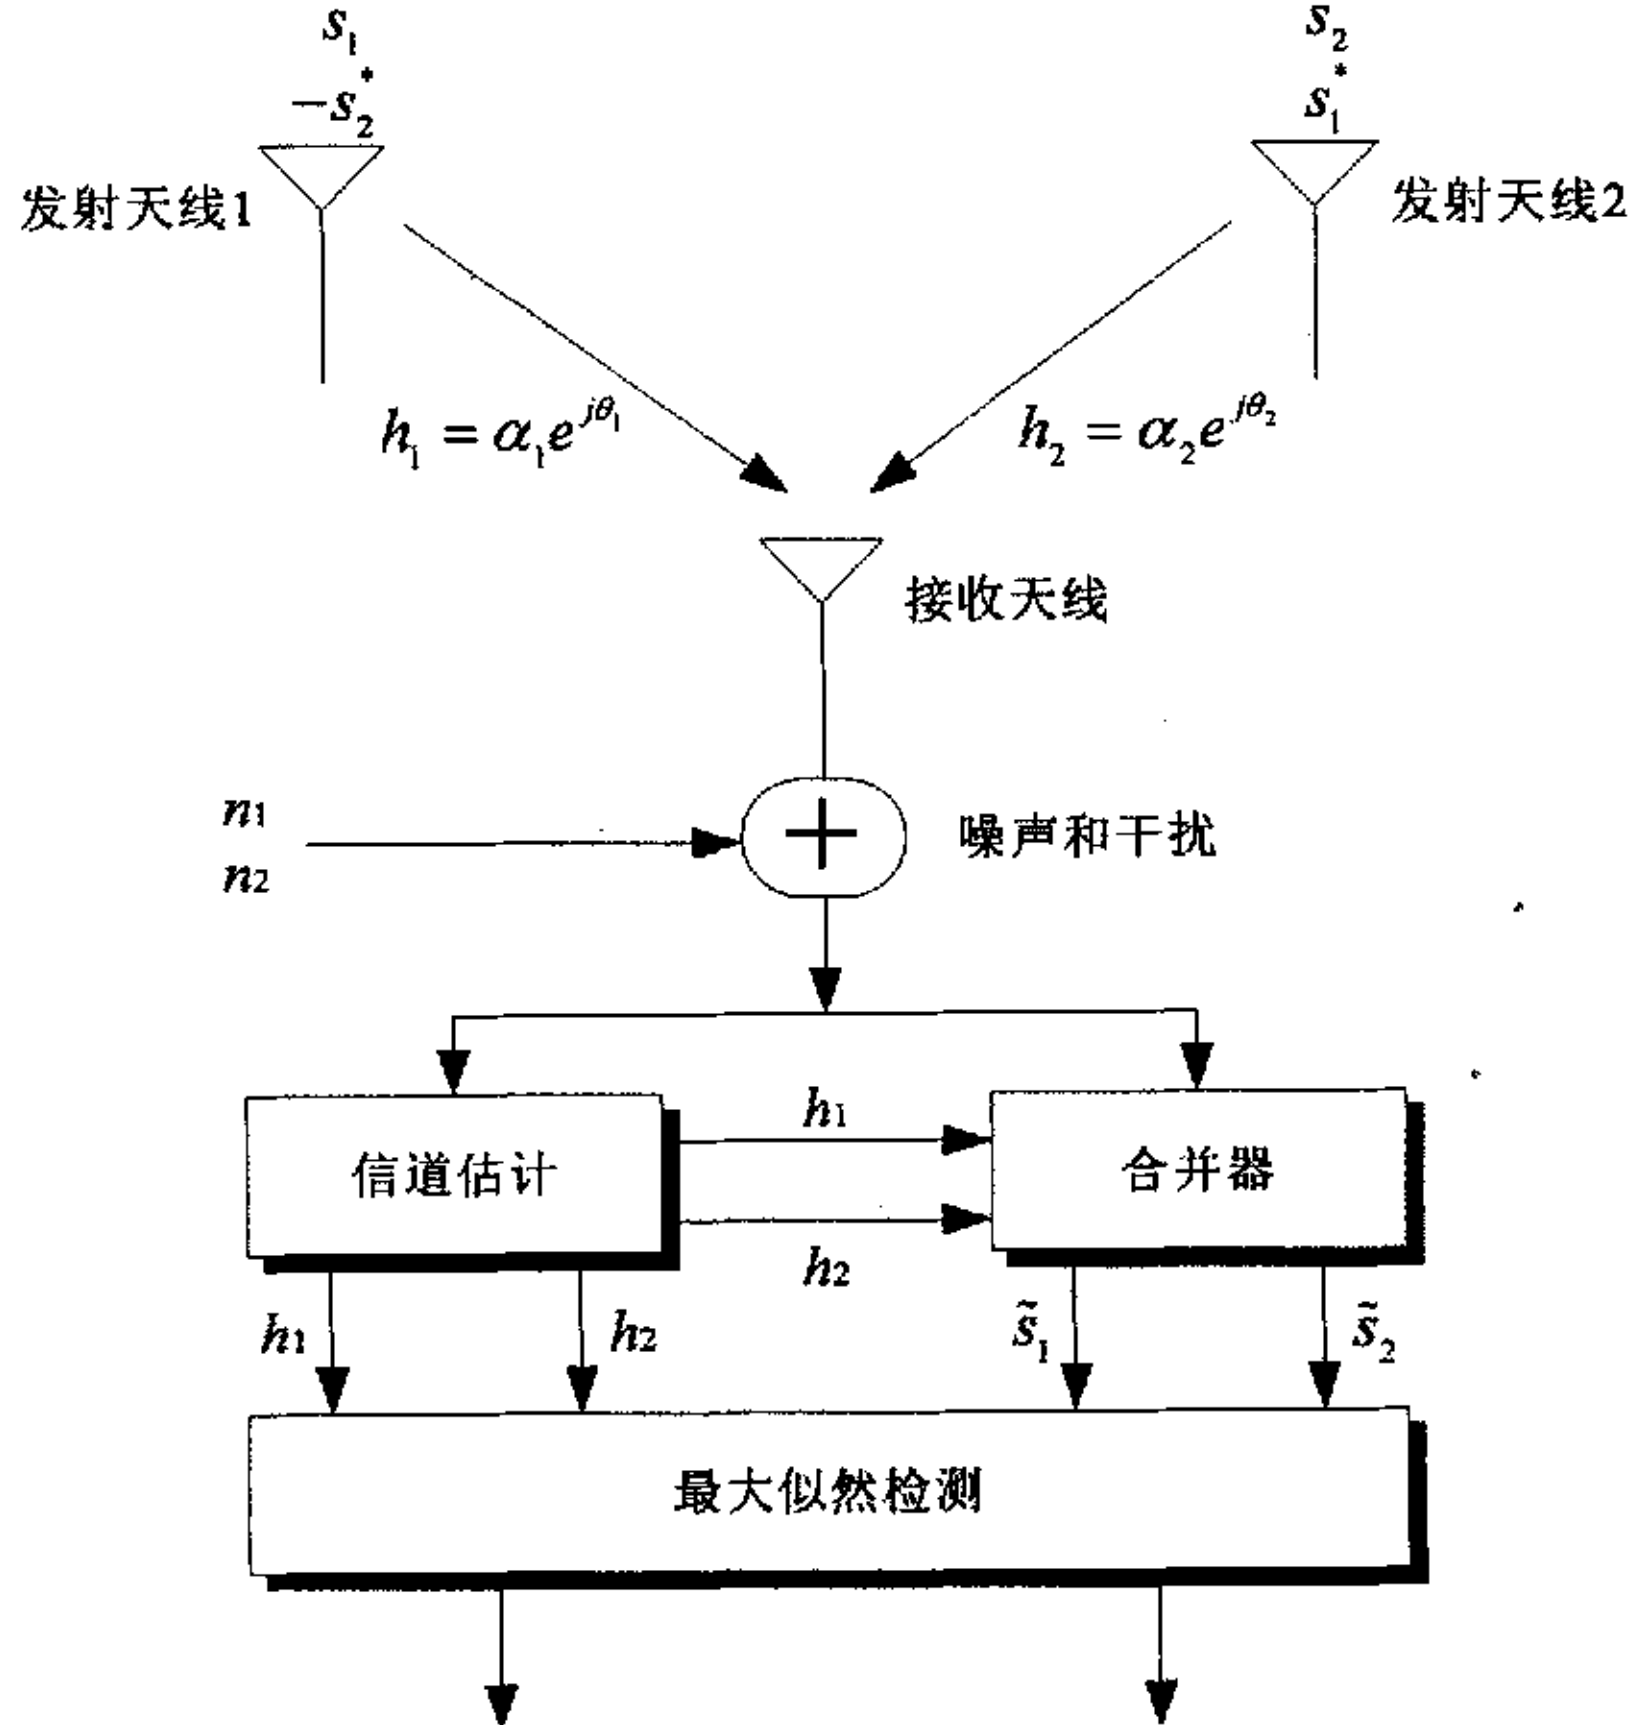 s₁ s₂
−s₂* s₁*
发射天线1 发射天线2
h₁ = α₁e^{jθ₁} h₂ = α₂e^{jθ₂}
接收天线
n1
噪声和干扰
n2
h1
信道估计
合并器
h2
h1
h2
s̃₁
s̃₂
最大似然检测